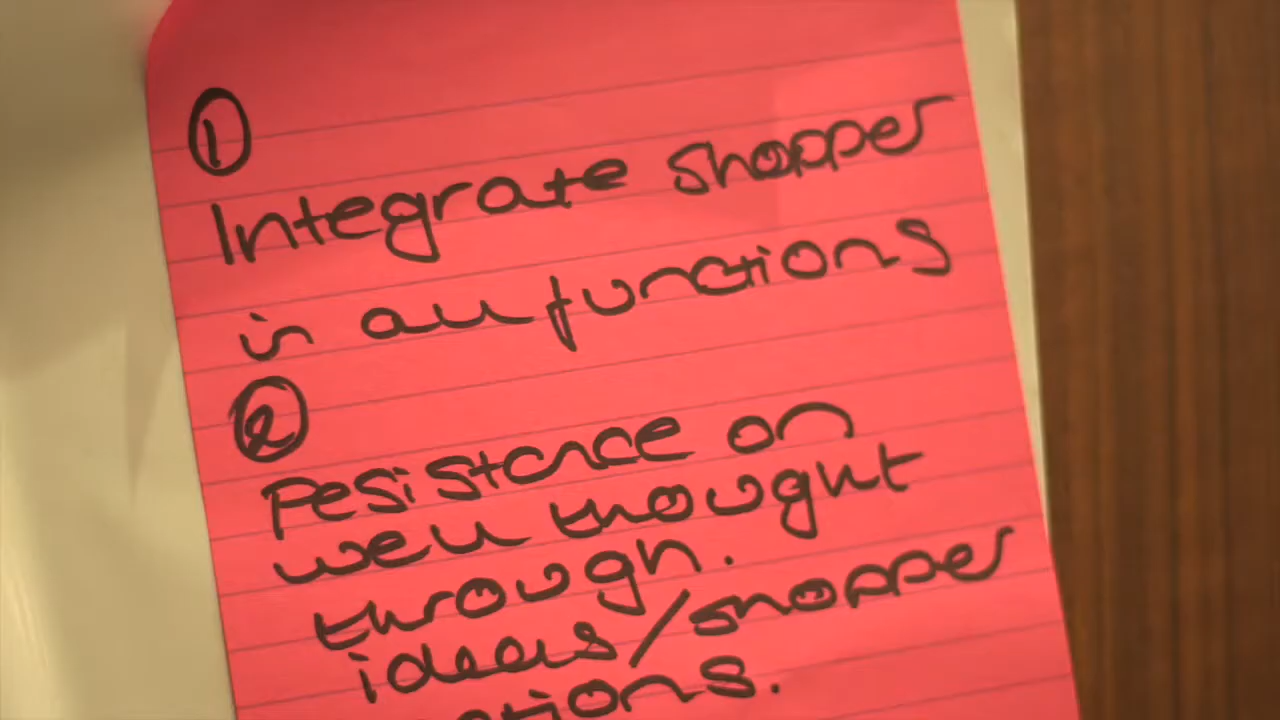 1
Integrate shopper
in all functions
2
Pesistance on
well thought
through.
ideas/shopper